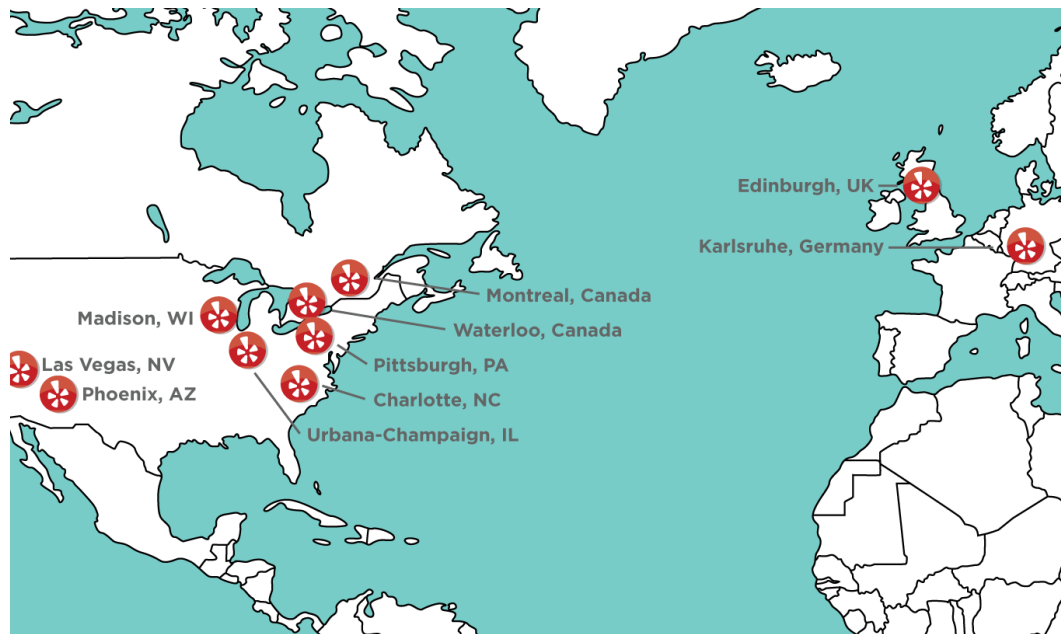 Edinburgh, UK
Karlsruhe, Germany
Montreal, Canada
Madison, WI
Waterloo, Canada
Las Vegas, NV
Pittsburgh, PA
Phoenix, AZ
Charlotte, NC
Urbana-Champaign, IL